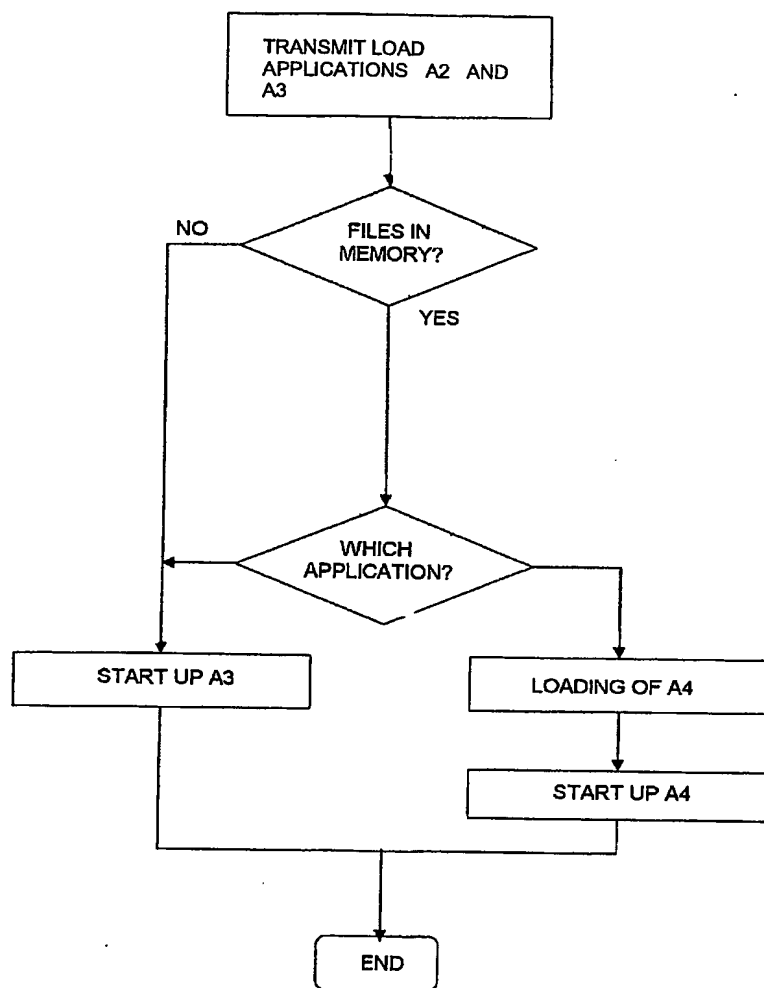 TRANSMIT LOAD
APPLICATIONS A2 AND
A3
NO
FILES IN
MEMORY?
YES
WHICH
APPLICATION?
START UP A3
LOADING OF A4
START UP A4
END